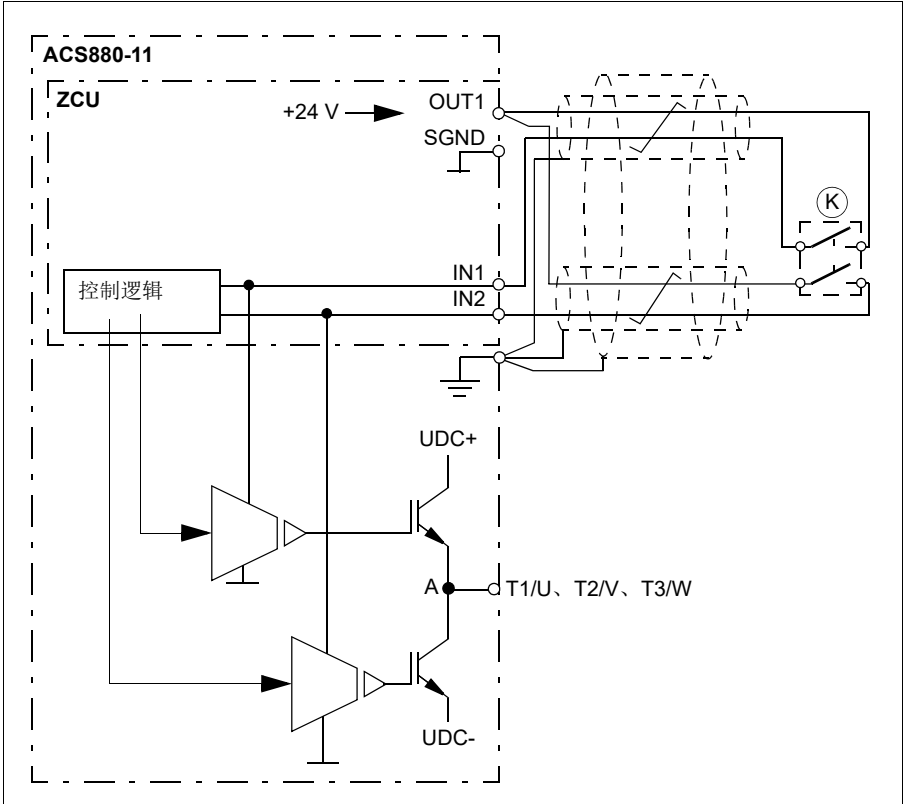 ACS880-11
ZCU
+24 V
OUT1
SGND
K
IN1
IN2
控制逻辑
UDC+
A
T1/U、T2/V、T3/W
UDC-